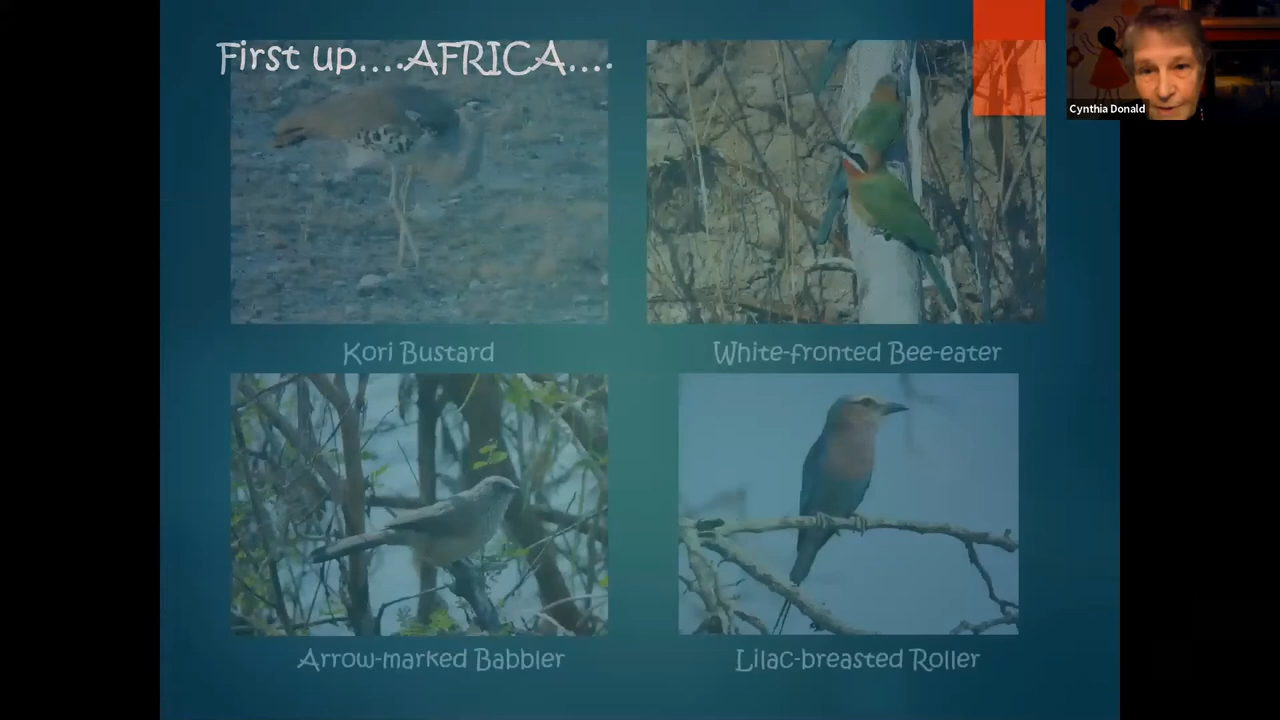 First up....AFRICA....
Cynthia Donald
Kori Bustard
White-fronted Bee-eater
Arrow-marked Babbler
Lilac-breasted Roller